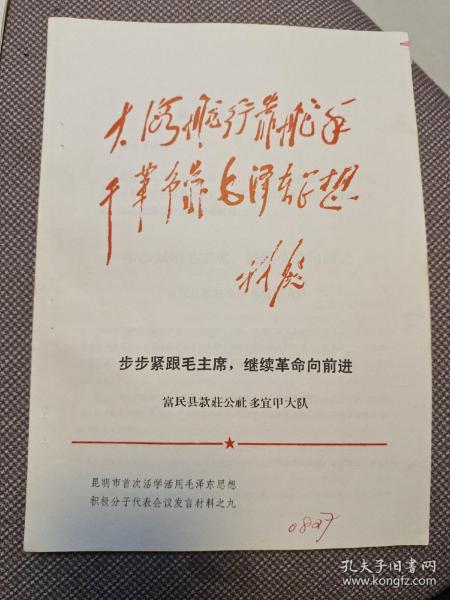 大海航行靠舵手
干革命靠毛泽东思想
林彪
步步紧跟毛主席，继续革命向前进
富民县款庄公社多宜甲大队
昆明市首次活学活用毛泽东思想
积极分子代表会议发言材料之九
孔夫子旧书网
www.kongfz.com